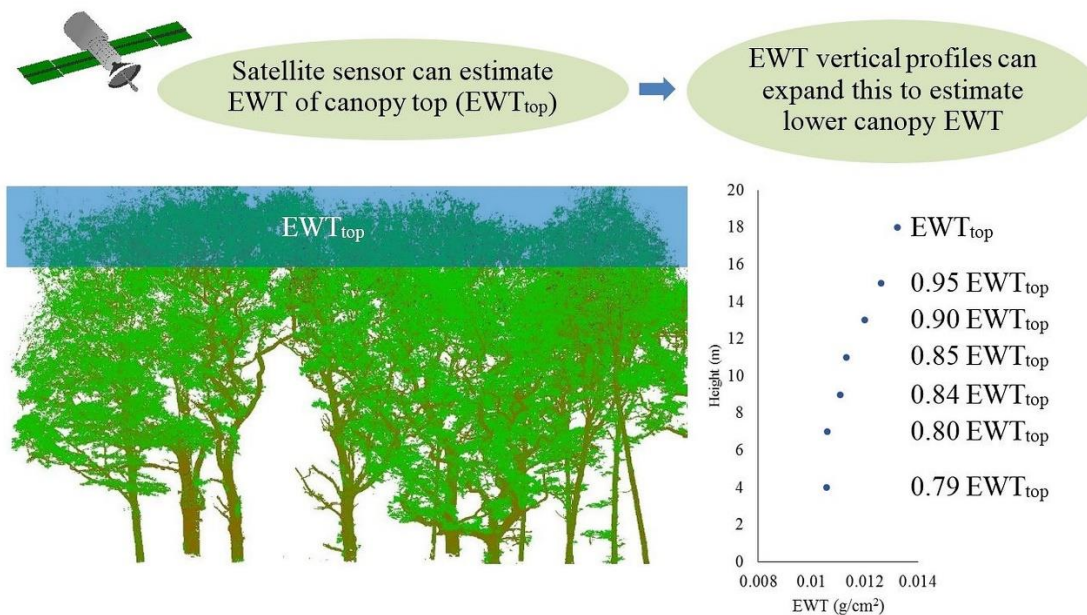 Satellite sensor can estimate
EWT of canopy top (EWTtop)
EWT vertical profiles can
expand this to estimate
lower canopy EWT
EWTtop
20
18
16
14
12
10
8
6
4
2
0
Height (m)
EWTtop
0.95 EWTtop
0.90 EWTtop
0.85 EWTtop
0.84 EWTtop
0.80 EWTtop
0.79 EWTtop
0.008
0.01
0.012
0.014
EWT (g/cm²)